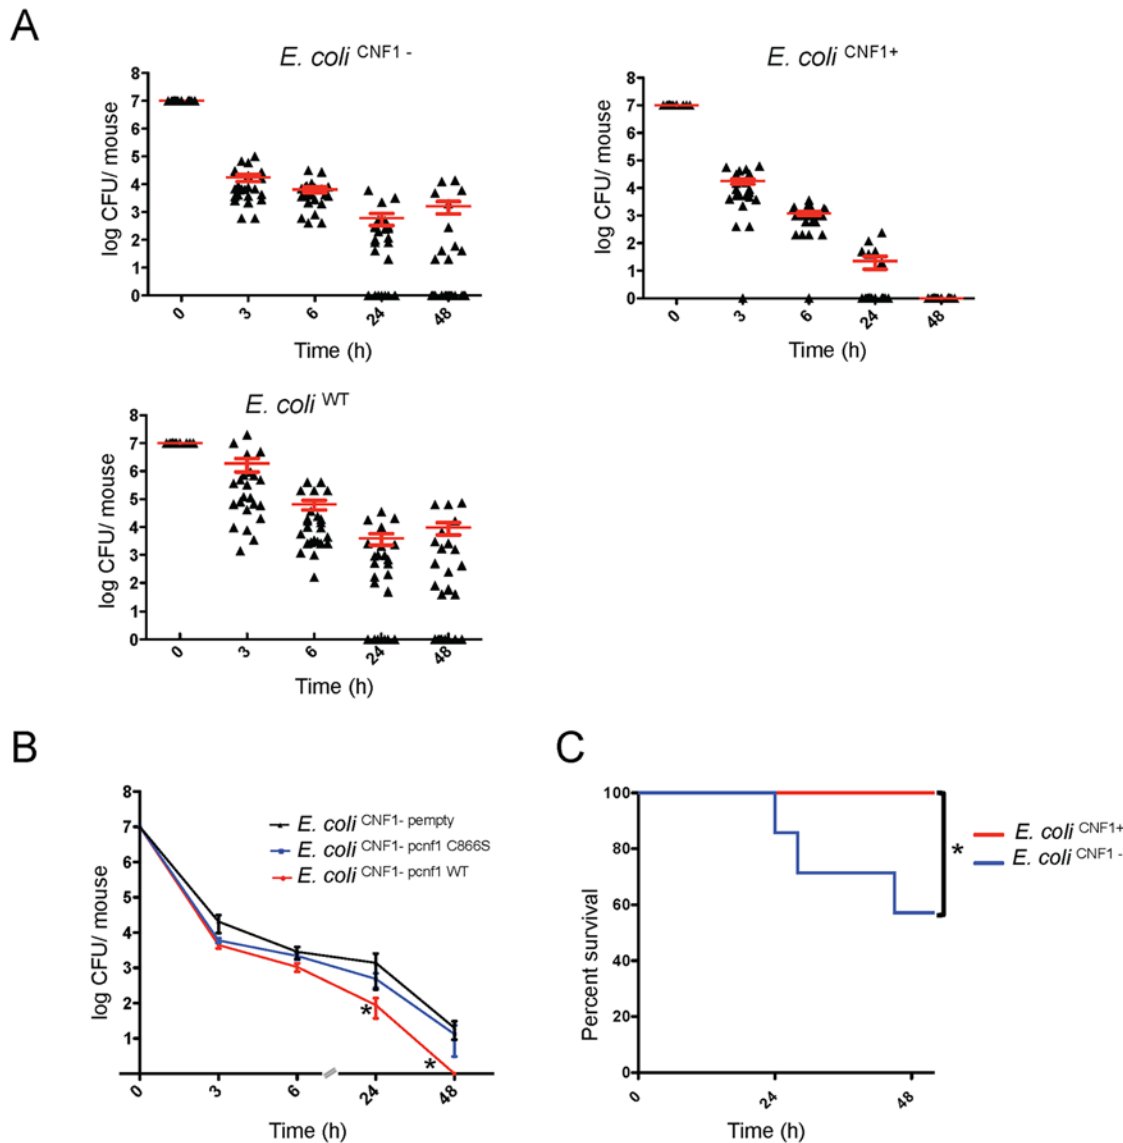 A
E. coli CNF1 -
log CFU/ mouse
8
7
6
5
4
3
2
1
0
0 3 6 24 48
Time (h)
E. coli CNF1+
log CFU/ mouse
8
7
6
5
4
3
2
1
0
0 3 6 24 48
Time (h)
E. coli WT
log CFU/ mouse
8
7
6
5
4
3
2
1
0
0 3 6 24 48
Time (h)
B
log CFU/ mouse
8
7
6
5
4
3
2
1
E. coli CNF1- pempty
E. coli CNF1- pcnf1 C866S
E. coli CNF1- pcnf1 WT
*
*
0 3 6 24 48
Time (h)
C
Percent survival
100
80
60
40
20
0
*
E. coli CNF1+
E. coli CNF1 -
0 24 48
Time (h)